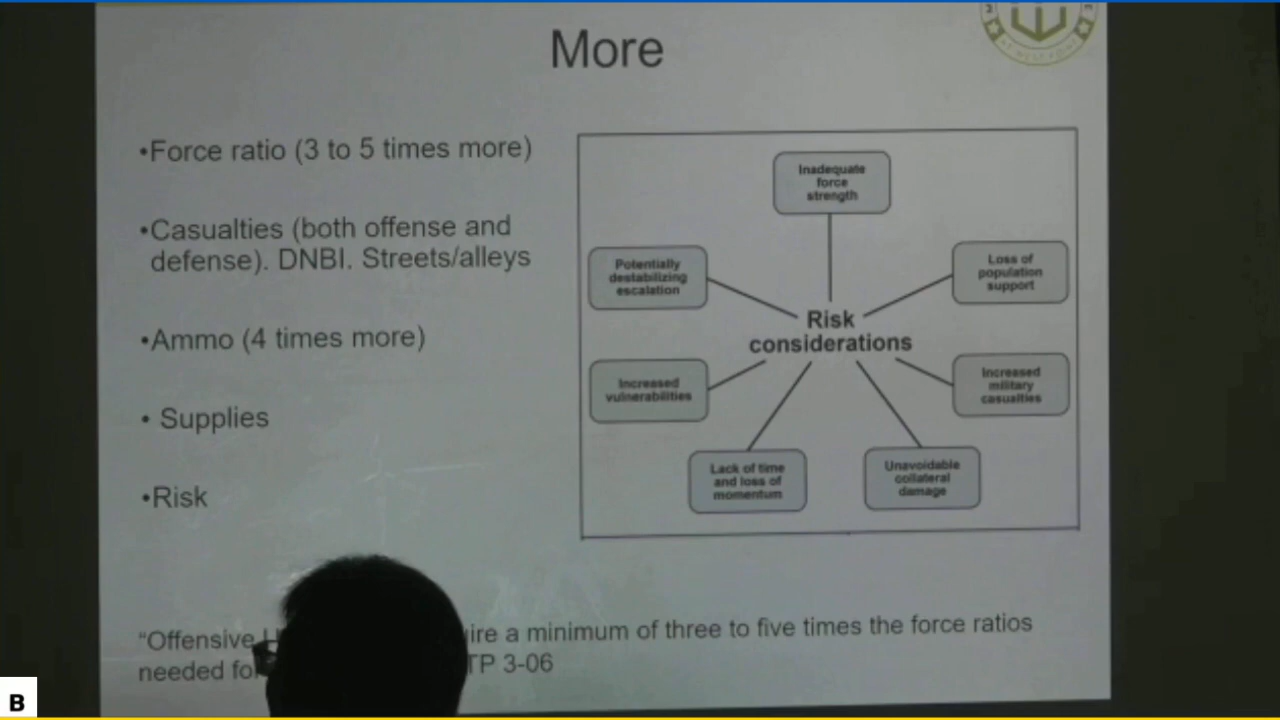 More
AT WEST POINT
•Force ratio (3 to 5 times more)
•Casualties (both offense and
defense). DNBI. Streets/alleys
•Ammo (4 times more)
• Supplies
•Risk
Inadequate
force
strength
Potentially
destabilizing
escalation
Loss of
population
support
Risk
considerations
Increased
vulnerabilities
Increased
military
casualties
Lack of time
and loss of
momentum
Unavoidable
collateral
damage
“Offensive a minimum of three to five times the force ratios
needed TP 3-06
B